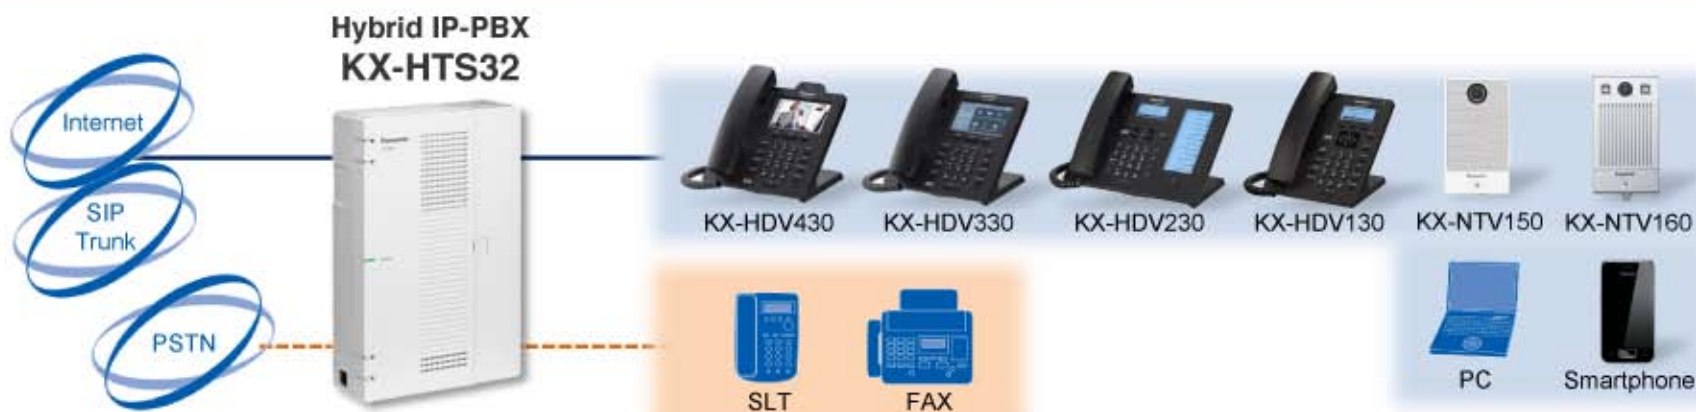 Hybrid IP-PBX
KX-HTS32
Internet
SIP
Trunk
PSTN
KX-HDV430
KX-HDV330
KX-HDV230
KX-HDV130
KX-NTV150
KX-NTV160
SLT
FAX
PC
Smartphone
Panasonic